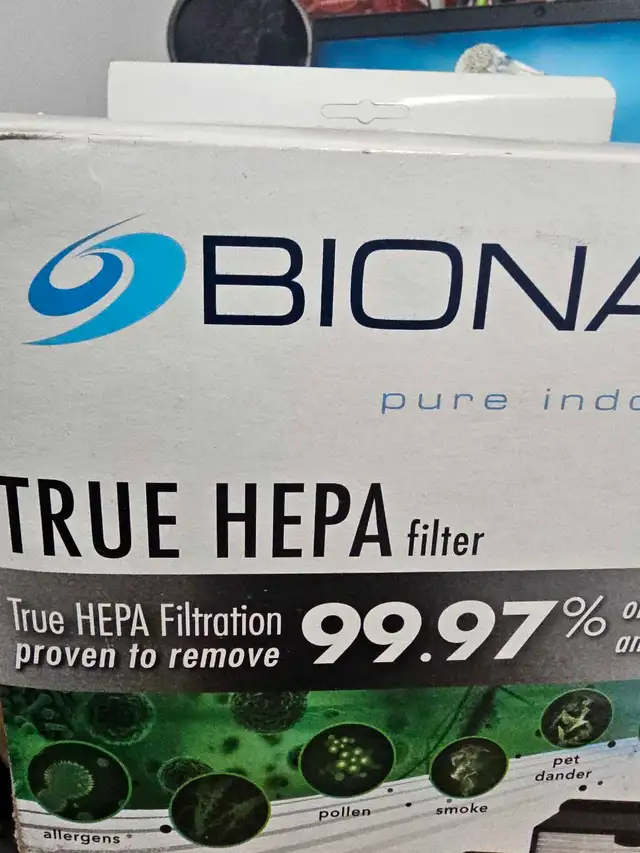 BIONA
pure indo
TRUE HEPA filter
True HEPA Filtration
proven to remove
99.97%
allergens
pollen
smoke
pet
dander